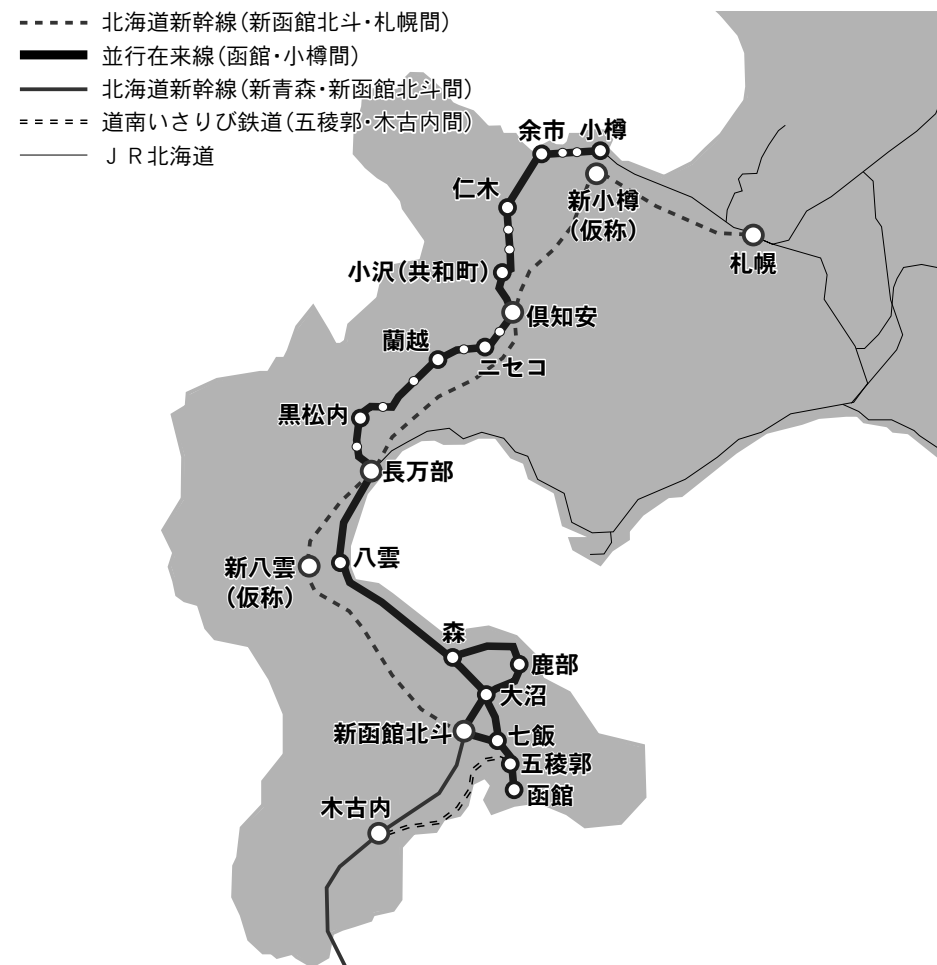 北海道新幹線(新函館北斗・札幌間)
並行在来線(函館・小樽間)
北海道新幹線(新青森・新函館北斗間)
道南いさりび鉄道(五稜郭・木古内間)
ＪＲ北海道
余市
小樽
仁木
新小樽
(仮称)
札幌
小沢(共和町)
倶知安
蘭越
ニセコ
黒松内
長万部
八雲
新八雲
(仮称)
森
鹿部
大沼
新函館北斗
七飯
五稜郭
函館
木古内